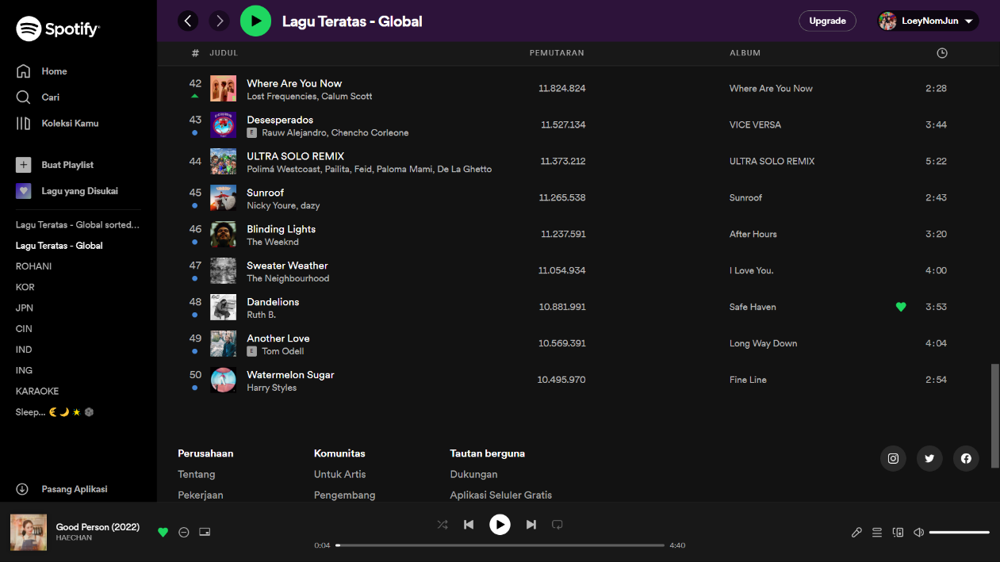 Spotify
Home
Cari
Koleksi Kamu
Buat Playlist
Lagu yang Disukai
Lagu Teratas - Global sorted...
Lagu Teratas - Global
ROHANI
KOR
JPN
CIN
IND
ING
KARAOKE
Sleep... 
Pasang Aplikasi
Lagu Teratas - Global
Upgrade
LoeyNomJun
# JUDUL PEMUTARAN ALBUM
42 Where Are You Now 11.824.824 Where Are You Now 2:28
Lost Frequencies, Calum Scott
43 Desesperados 11.527.134 VICE VERSA 3:44
E Rauw Alejandro, Chencho Corleone
44 ULTRA SOLO REMIX 11.373.212 ULTRA SOLO REMIX 5:22
Polimá Westcoast, Pailita, Feid, Paloma Mami, De La Ghetto
45 Sunroof 11.265.538 Sunroof 2:43
Nicky Youre, dazy
46 Blinding Lights 11.237.591 After Hours 3:20
The Weeknd
47 Sweater Weather 11.054.934 I Love You. 4:00
The Neighbourhood
48 Dandelions 10.881.991 Safe Haven 3:53
Ruth B.
49 Another Love 10.569.391 Long Way Down 4:04
E Tom Odell
50 Watermelon Sugar 10.495.970 Fine Line 2:54
Harry Styles
Perusahaan Komunitas Tautan berguna
Tentang Untuk Artis Dukungan
Pekerjaan Pengembang Aplikasi Seluler Gratis
Good Person (2022)
HAECHAN
0:04 4:40